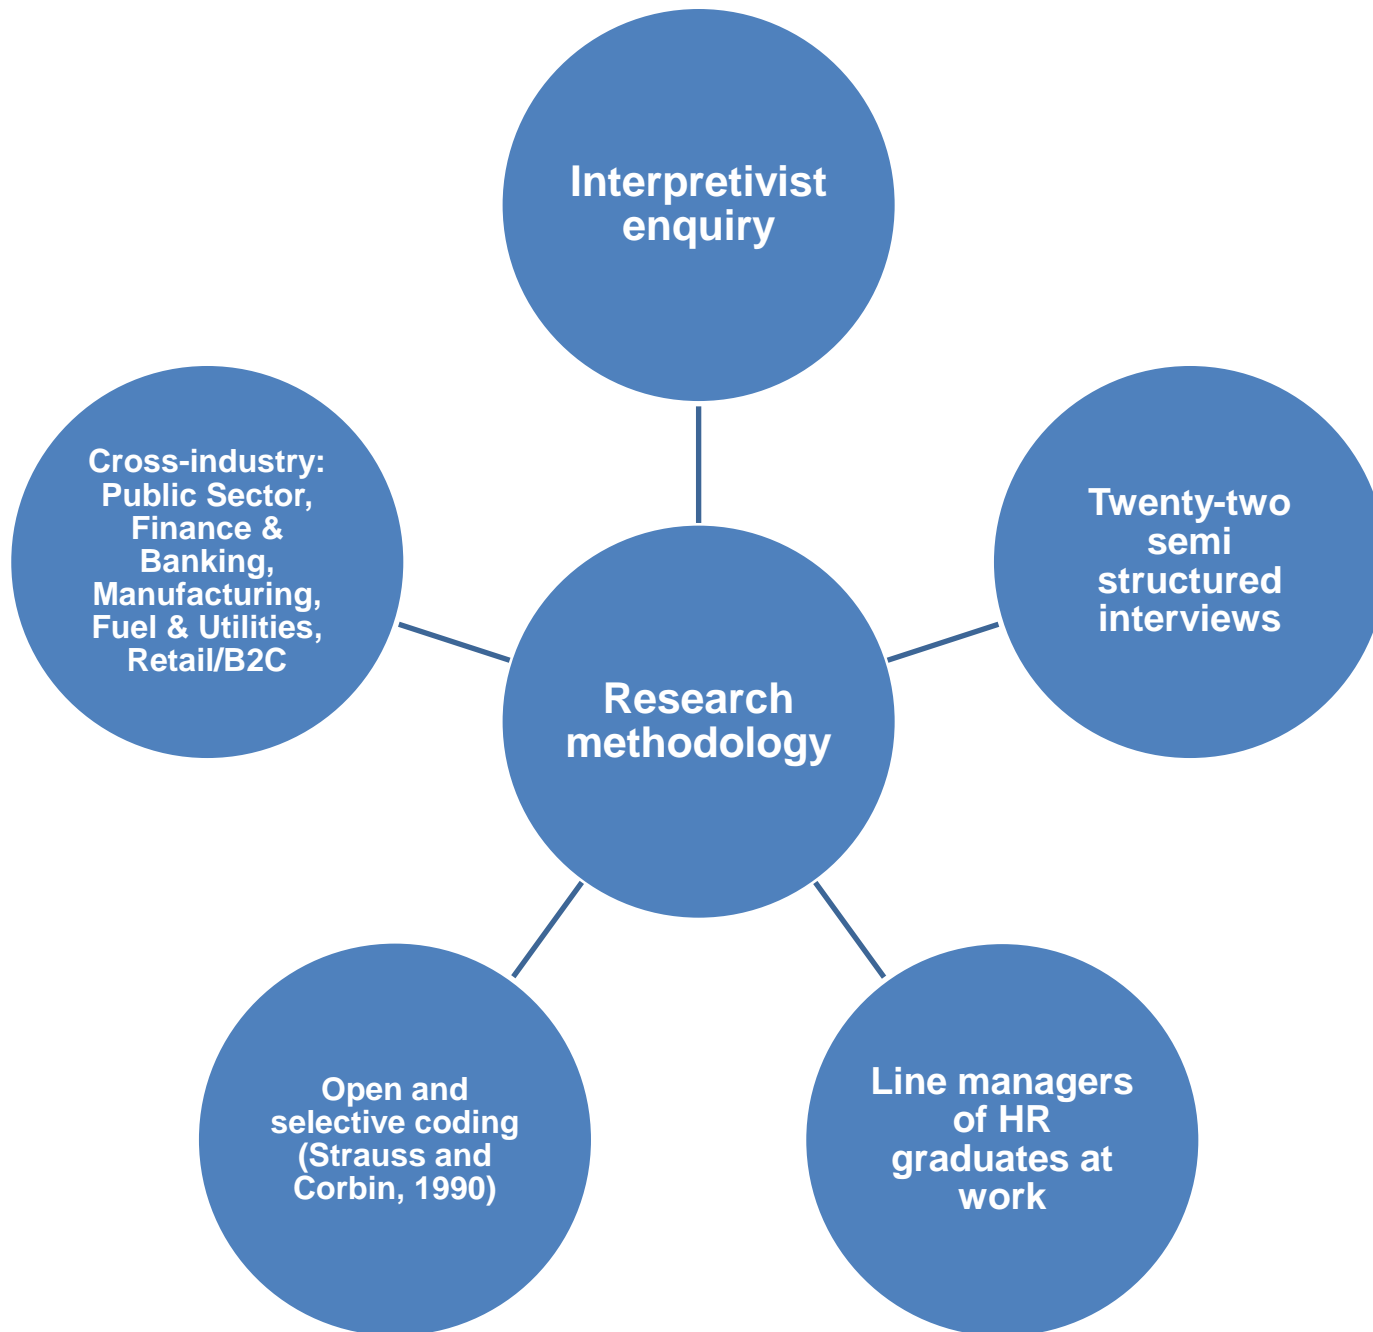 Interpretivist
enquiry
Cross-industry:
Public Sector,
Finance &
Banking,
Manufacturing,
Fuel & Utilities,
Retail/B2C
Twenty-two
semi
structured
interviews
Research
methodology
Open and
selective coding
(Strauss and
Corbin, 1990)
Line managers
of HR
graduates at
work